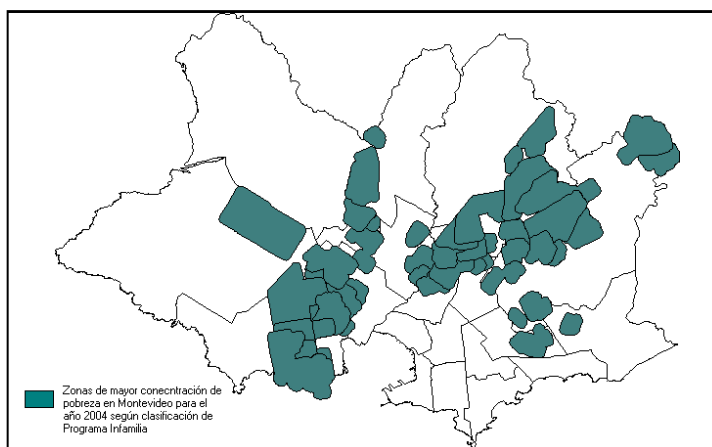 Zonas de mayor conecntración de
pobreza en Montevideo para el
año 2004 según clasificación de
Programa Infamilia